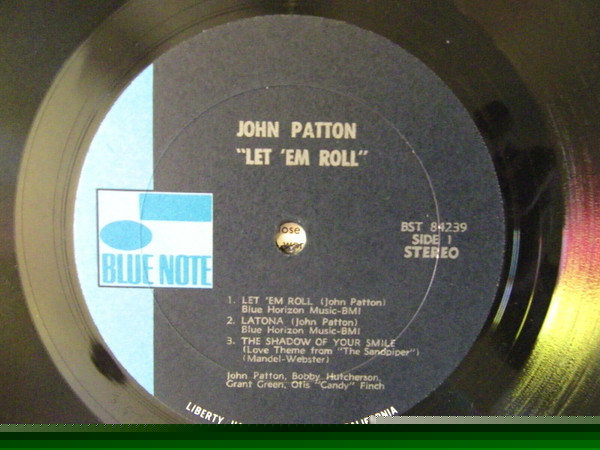 JOHN PATTON
"LET 'EM ROLL"
BLUE NOTE
BST 84239
SIDE 1
STEREO
1. LET 'EM ROLL (John Patton)
Blue Horizon Music-BMI
2. LATONA (John Patton)
Blue Horizon Music-BMI
3. THE SHADOW OF YOUR SMILE
(Love Theme from "The Sandpiper")
(Mandel-Webster)
John Patton, Bobby Hutcherson,
Grant Green, Otis "Candy" Finch
LIBERTY